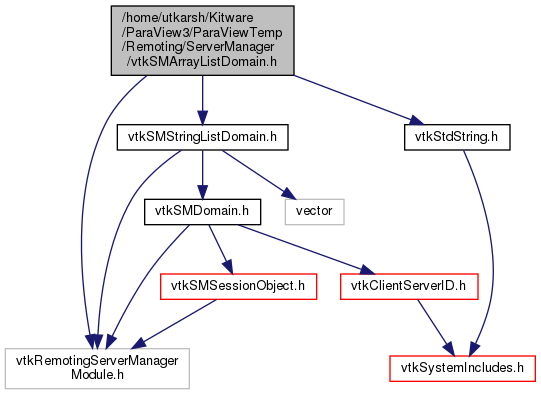 /home/utkarsh/Kitware
/ParaView3/ParaViewTemp
/Remoting/ServerManager
/vtkSMArrayListDomain.h
vtkSMStringListDomain.h
vtkStdString.h
vtkSMDomain.h
vector
vtkSMSessionObject.h
vtkClientServerID.h
vtkRemotingServerManager
Module.h
vtkSystemIncludes.h